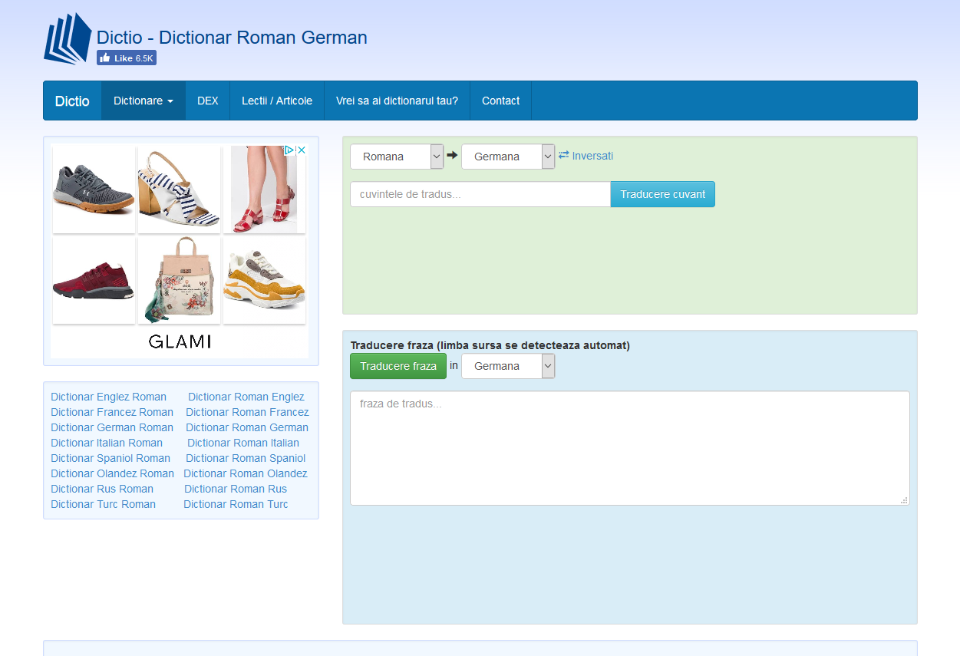 Dictio - Dictionar Roman German
Like 6.5K
Dictio Dictionare DEX Lectii / Articole Vrei sa ai dictionarul tau? Contact
GLAMI
Dictionar Englez Roman Dictionar Roman Englez
Dictionar Francez Roman Dictionar Roman Francez
Dictionar German Roman Dictionar Roman German
Dictionar Italian Roman Dictionar Roman Italian
Dictionar Spaniol Roman Dictionar Roman Spaniol
Dictionar Olandez Roman Dictionar Roman Olandez
Dictionar Rus Roman Dictionar Roman Rus
Dictionar Turc Roman Dictionar Roman Turc
Romana Germana Inversati
cuvintele de tradus... Traducere cuvant
Traducere fraza (limba sursa se detecteaza automat)
Traducere fraza in Germana
fraza de tradus...